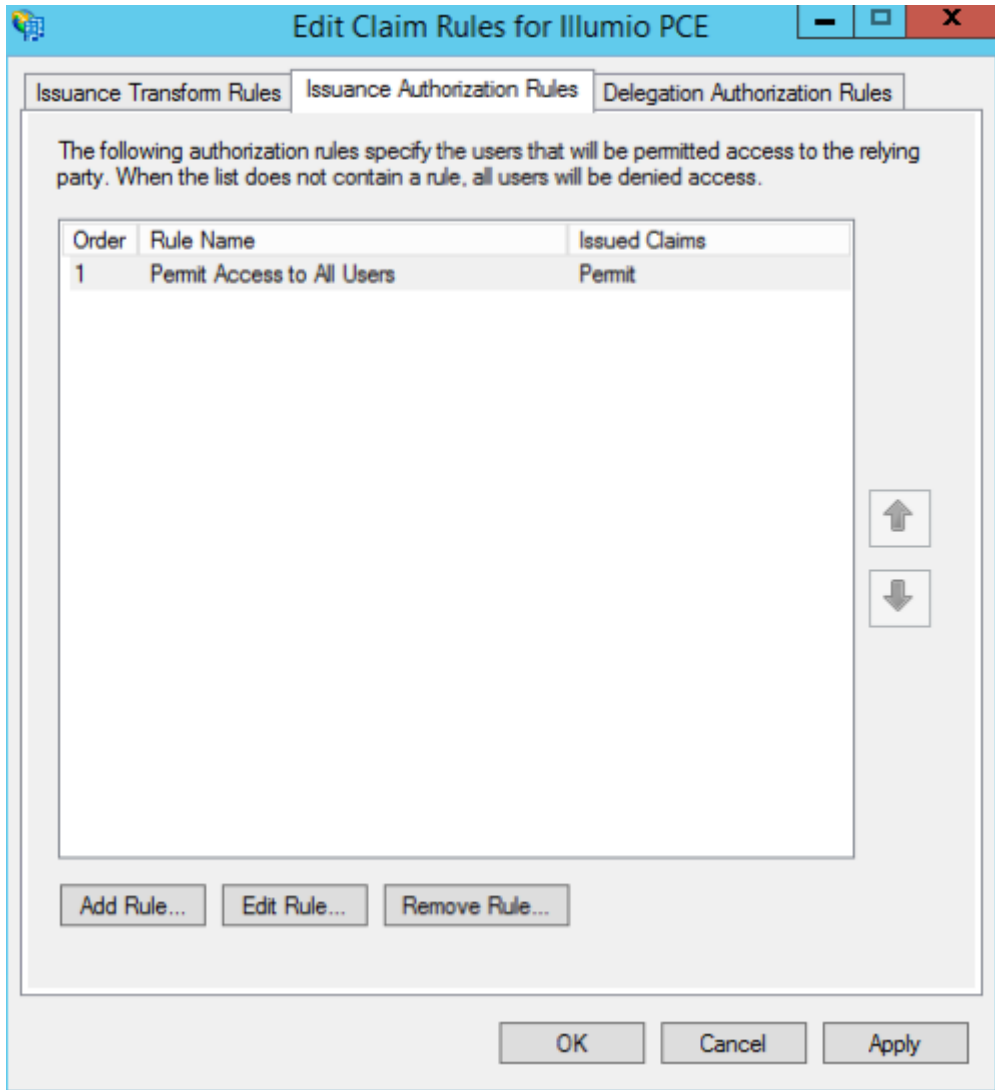 Edit Claim Rules for Illumio PCE
Issuance Transform Rules Issuance Authorization Rules Delegation Authorization Rules
The following authorization rules specify the users that will be permitted access to the relying
party. When the list does not contain a rule, all users will be denied access.
Order Rule Name Issued Claims
1 Permit Access to All Users Permit
Add Rule... Edit Rule... Remove Rule...
OK Cancel Apply